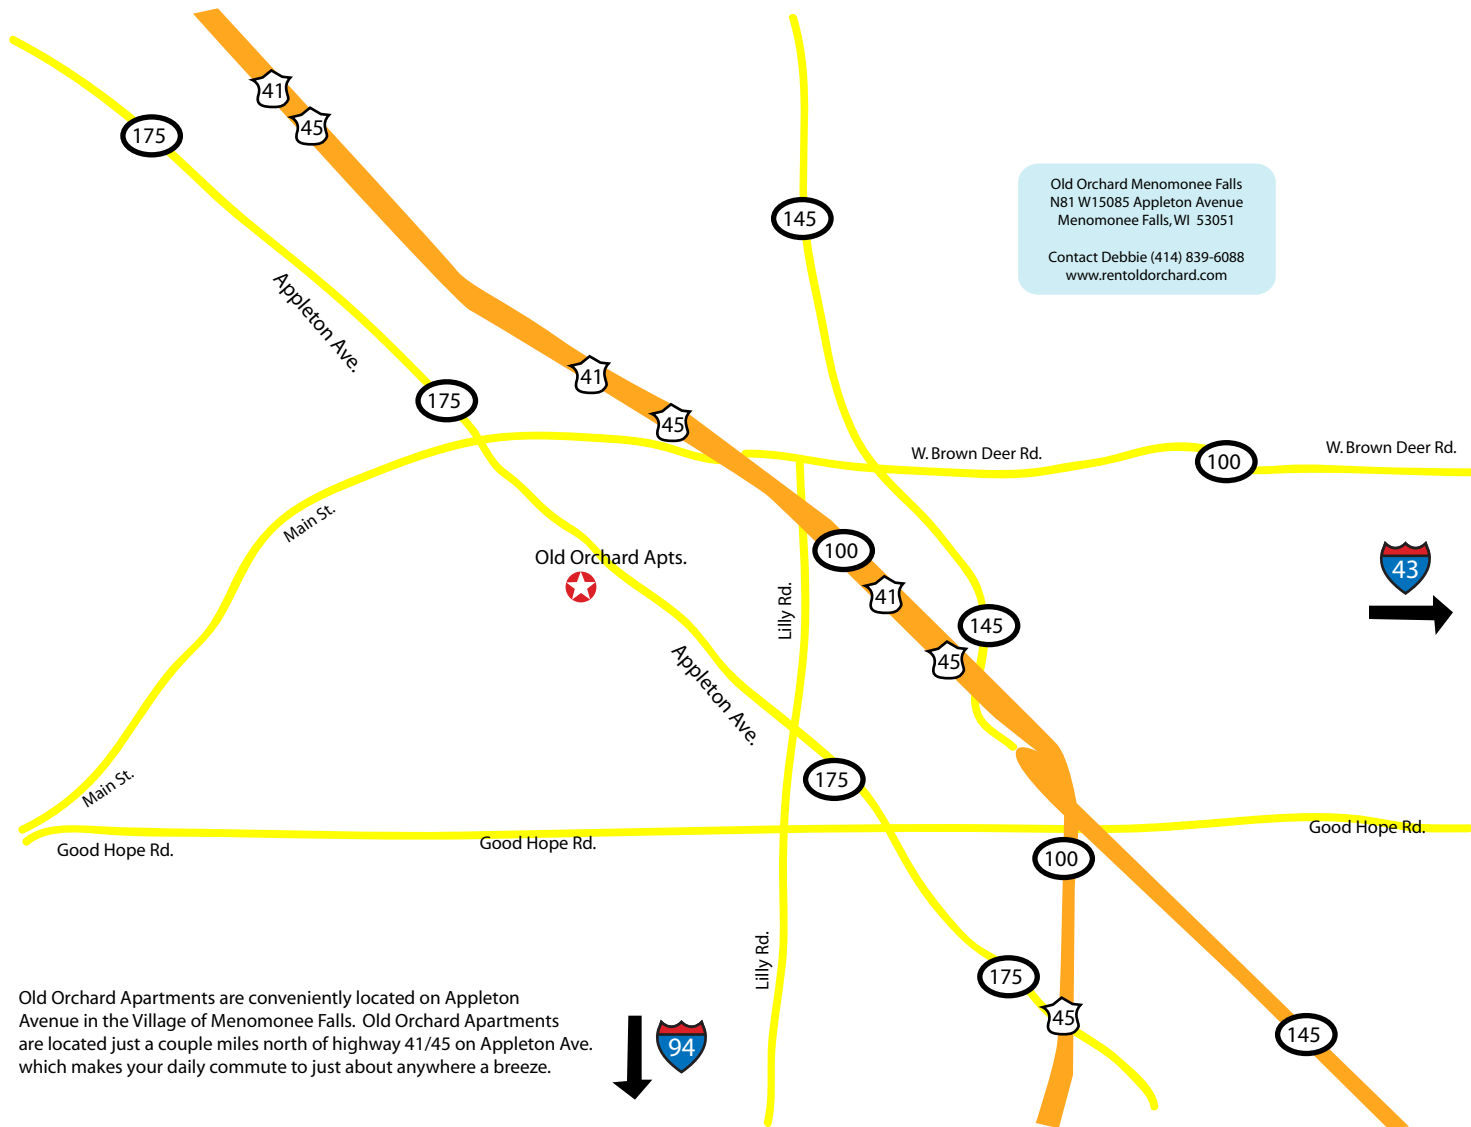 41
45
175
145
Old Orchard Menomonee Falls
N81 W15085 Appleton Avenue
Menomonee Falls, WI 53051
Contact Debbie (414) 839-6088
www.rentoldorchard.com
Appleton Ave.
41
175
45
W. Brown Deer Rd.
100
W. Brown Deer Rd.
Main St.
Old Orchard Apts.
100
43
41
Lilly Rd.
145
45
Appleton Ave.
175
Main St.
Good Hope Rd.
Good Hope Rd.
Good Hope Rd.
100
Lilly Rd.
175
45
145
94
Old Orchard Apartments are conveniently located on Appleton
Avenue in the Village of Menomonee Falls. Old Orchard Apartments
are located just a couple miles north of highway 41/45 on Appleton Ave.
which makes your daily commute to just about anywhere a breeze.